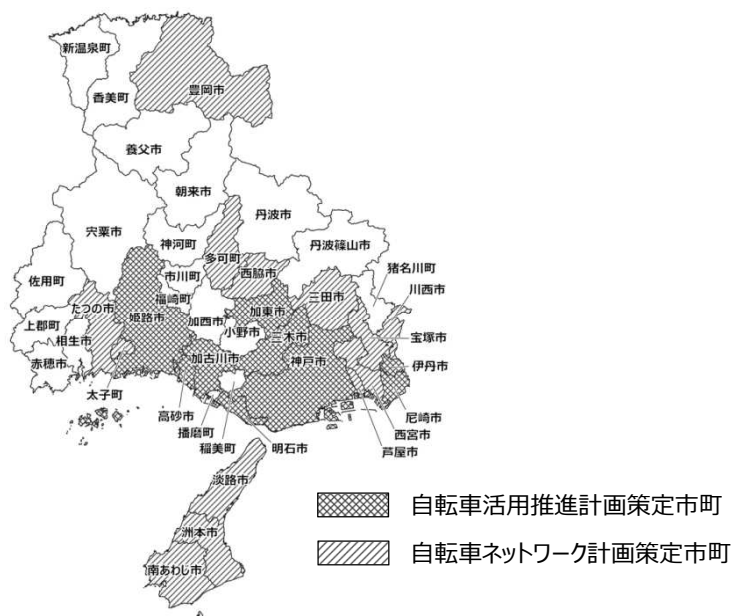 新温泉町
香美町
豊岡市
養父市
朝来市
宍粟市
丹波市
神河町
多可町
丹波篠山市
佐用町
市川町
西脇市
猪名川町
三田市
川西市
たつの市
福崎町
加東市
上郡町
姫路市
加西市
小野市
三木市
宝塚市
相生市
加古川市
神戸市
伊丹市
赤穂市
太子町
高砂市
尼崎市
播磨町
西宮市
稲美町
明石市
芦屋市
淡路市
洲本市
南あわじ市
自転車活用推進計画策定市町
自転車ネットワーク計画策定市町